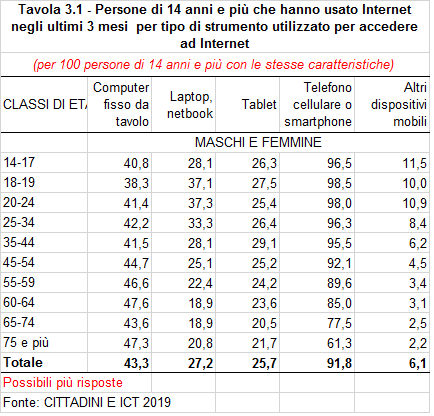 Tavola 3.1 - Persone di 14 anni e più che hanno usato Internet
negli ultimi 3 mesi per tipo di strumento utilizzato per accedere
ad Internet
(per 100 persone di 14 anni e più con le stesse caratteristiche)
CLASSI DI ETA Computer fisso da tavolo Laptop, netbook Tablet Telefono cellulare o smartphone Altri dispositivi mobili
MASCHI E FEMMINE
14-17 40,8 28,1 26,3 96,5 11,5
18-19 38,3 37,1 27,5 98,5 10,0
20-24 41,4 37,3 25,4 98,0 10,9
25-34 42,2 33,3 26,4 96,3 8,4
35-44 41,5 28,1 29,1 95,5 6,2
45-54 44,7 25,1 25,2 92,1 4,5
55-59 46,6 22,4 24,2 89,6 3,4
60-64 47,6 18,9 23,6 85,0 3,1
65-74 43,6 18,9 20,5 77,5 2,5
75 e più 47,3 20,8 21,7 61,3 2,2
Totale 43,3 27,2 25,7 91,8 6,1
Possibili più risposte
Fonte: CITTADINI E ICT 2019